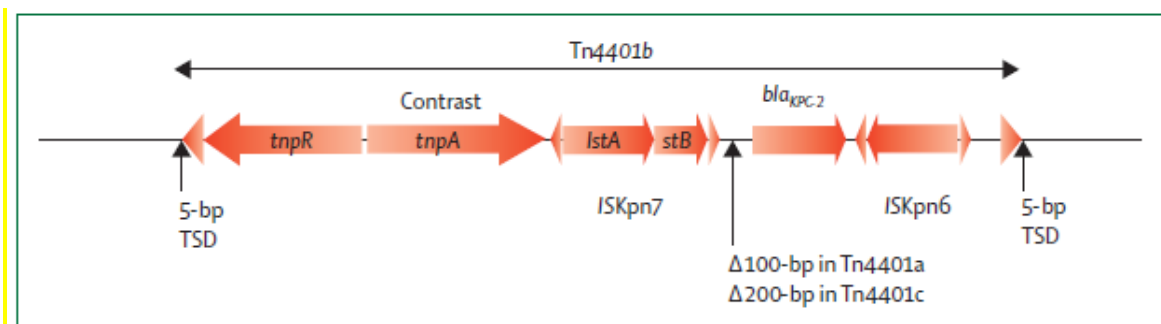 Tn4401b
Contrast
bla KPC-2
tnpR
tnpA
IstA
stB
5-bp
TSD
ISKpn7
ISKpn6
5-bp
TSD
Δ100-bp in Tn4401a
Δ200-bp in Tn4401c